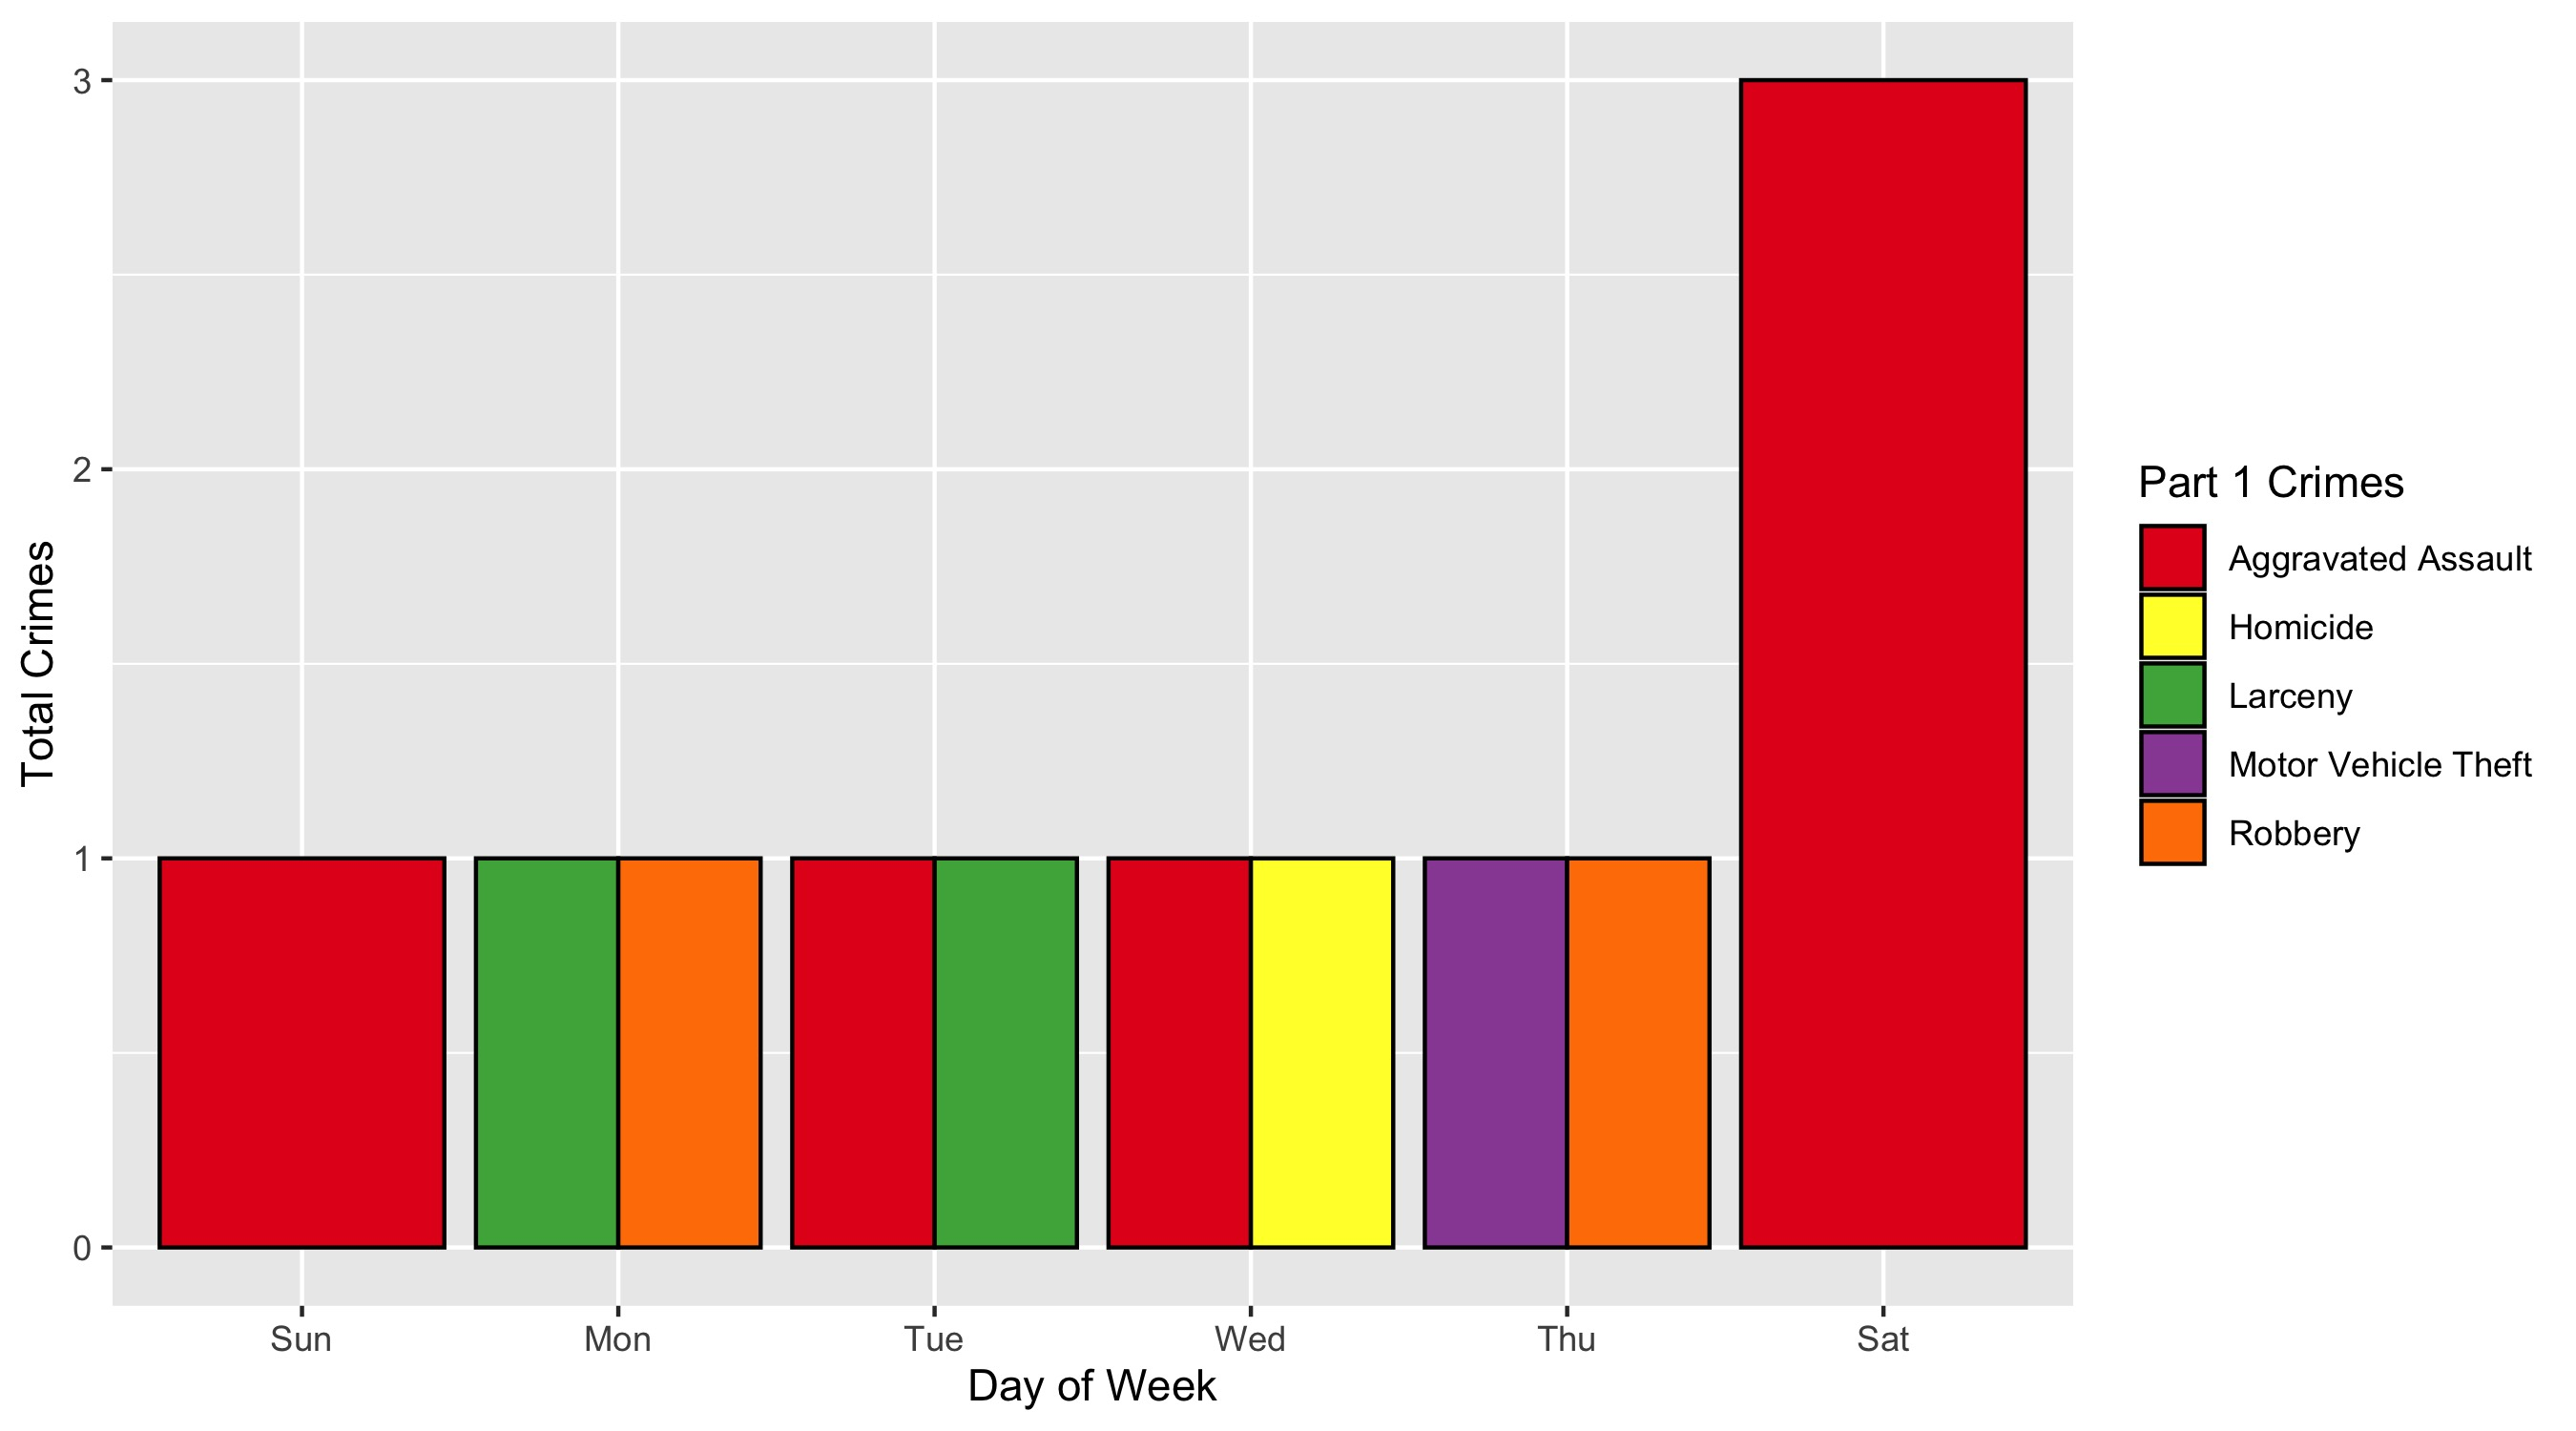 3
2
1
0
Total Crimes
Sun Mon Tue Wed Thu Sat
Day of Week
Part 1 Crimes
Aggravated Assault
Homicide
Larceny
Motor Vehicle Theft
Robbery